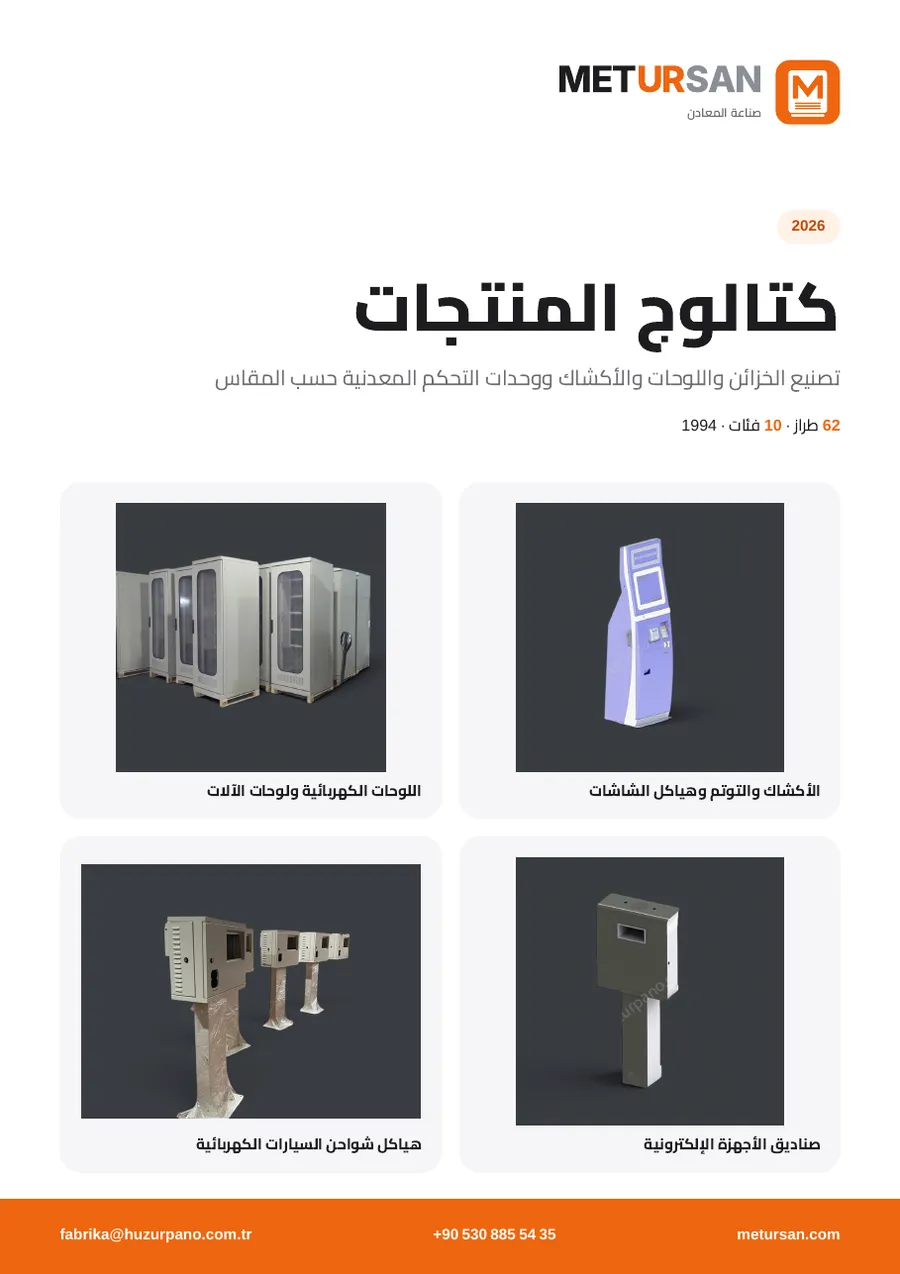 METURSAN
صناعة المعادن
2026
كتالوج المنتجات
تصنيع الخزائن واللوحات والأكشاك ووحدات التحكم المعدنية حسب المقاس
62 طراز · 10 فئات · 1994
الأكشاك والتوتم وهياكل الشاشات
اللوحات الكهربائية ولوحات الآلات
صناديق الأجهزة الإلكترونية
هياكل شواحن السيارات الكهربائية
metursan.com
+90 530 885 54 35
fabrika@huzurpano.com.tr